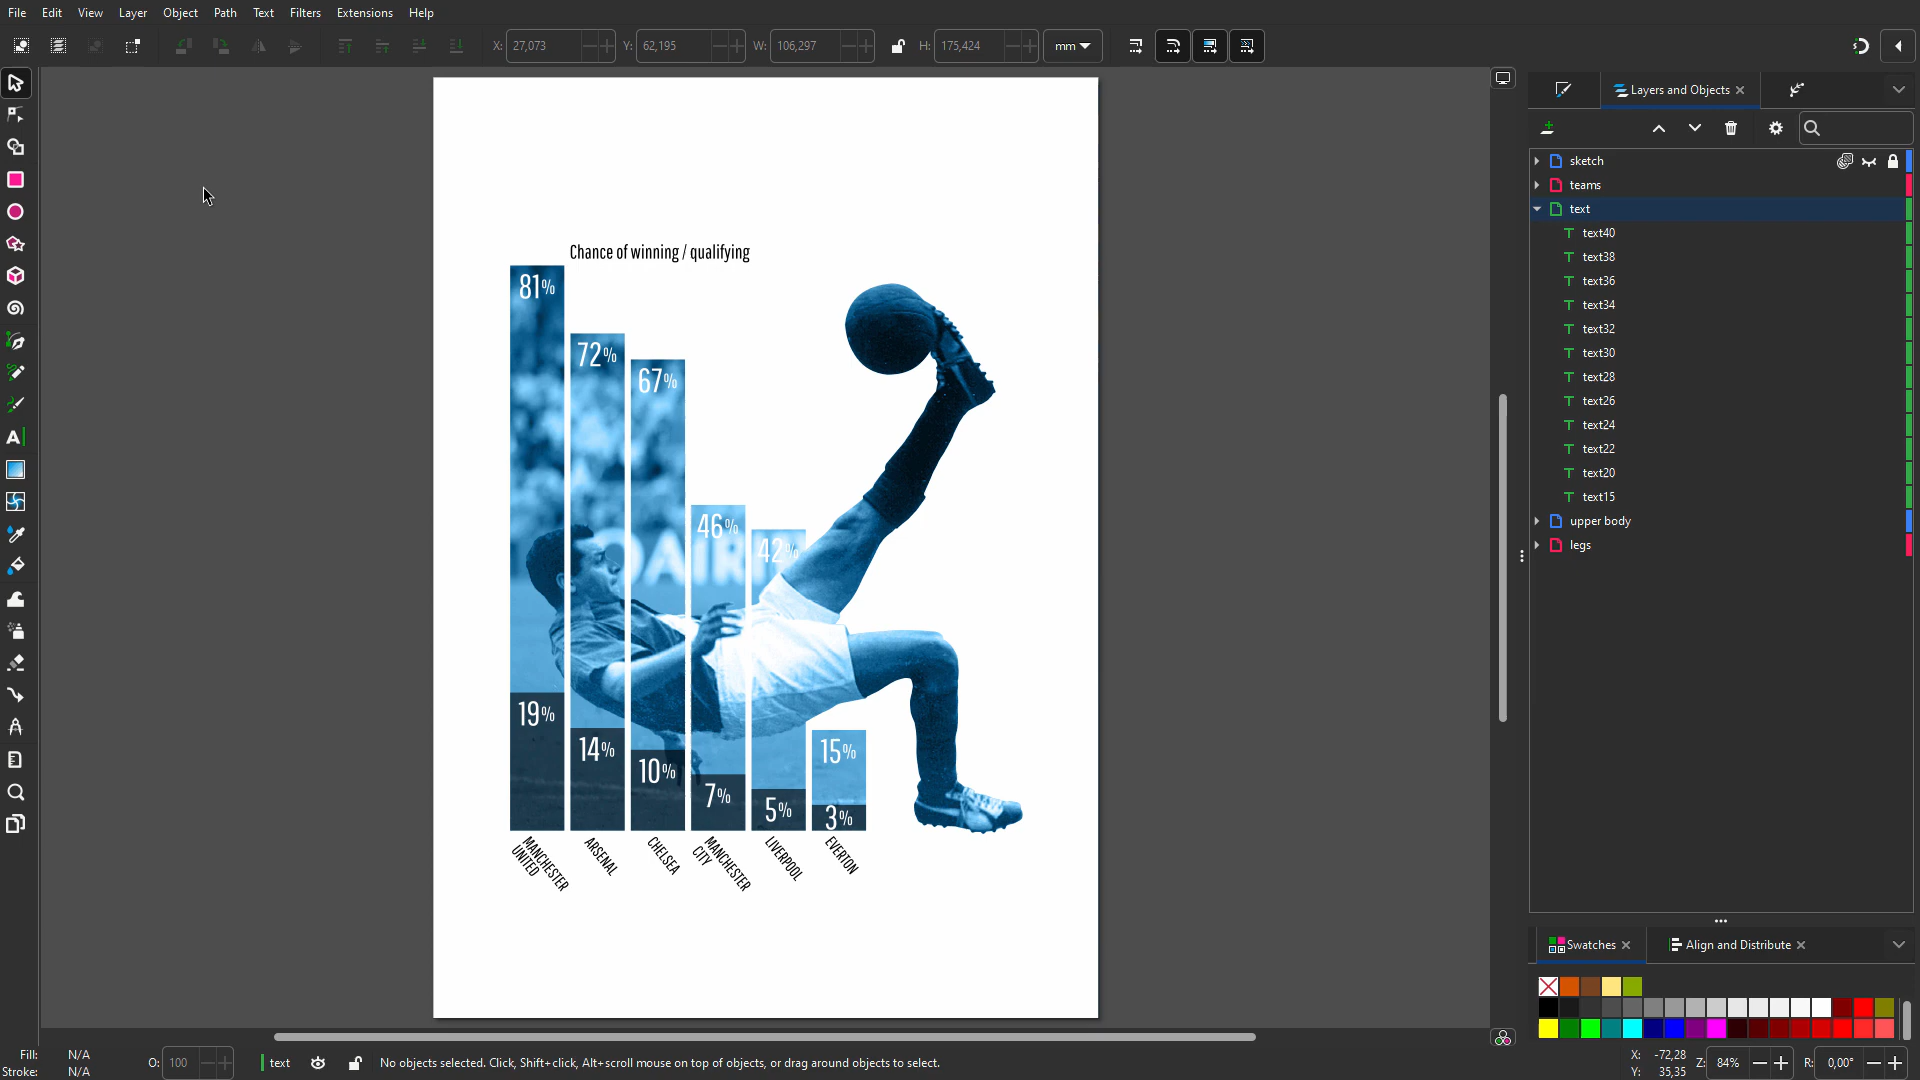 File Edit View Layer Object Path Text Filters Extensions Help
X: 27,073 Y: 62,195 W: 106,297 H: 175,424 mm
Layers and Objects
sketch
teams
text
text40
text38
text36
text34
text32
text30
text28
text26
text24
text22
text20
text15
upper body
legs
Chance of winning / qualifying
81%
72%
67%
46%
42%
19%
14%
10%
7%
5%
15%
3%
MANCHESTER
UNITED
ARSENAL
CHELSEA
MANCHESTER
CITY
LIVERPOOL
EVERTON
DAIR
Swatches Align and Distribute
Fill: N/A
Stroke: N/A
O: 100
text
No objects selected. Click, Shift+click, Alt+scroll mouse on top of objects, or drag around objects to select.
X: -72,28
Y: 35,35
Z: 84%
R: 0,00°